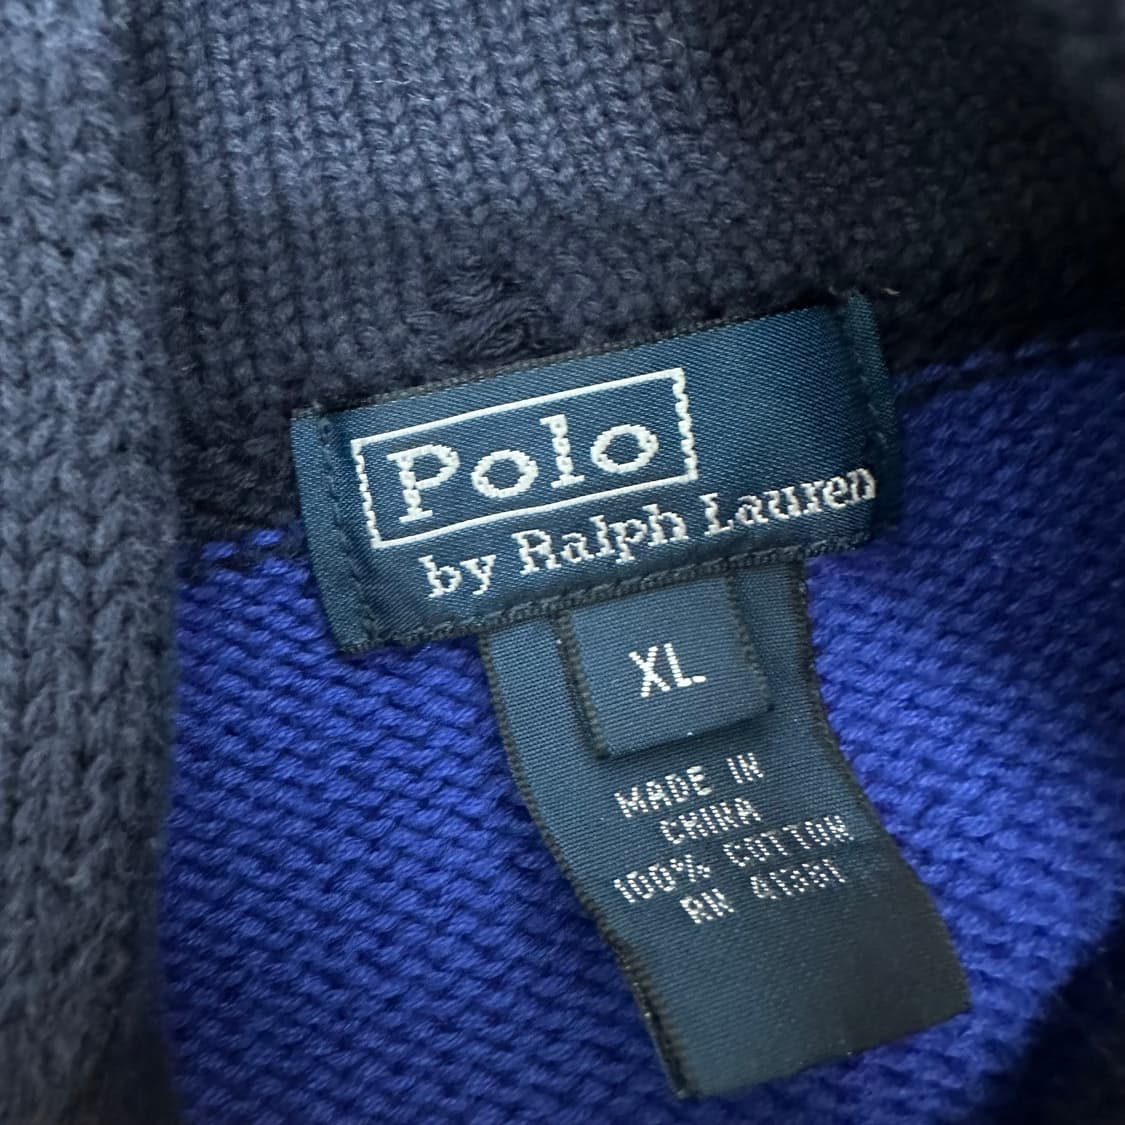 Polo
by Ralph Lauren
XL
MADE IN
CHINA
100% COTTON
RN 41381